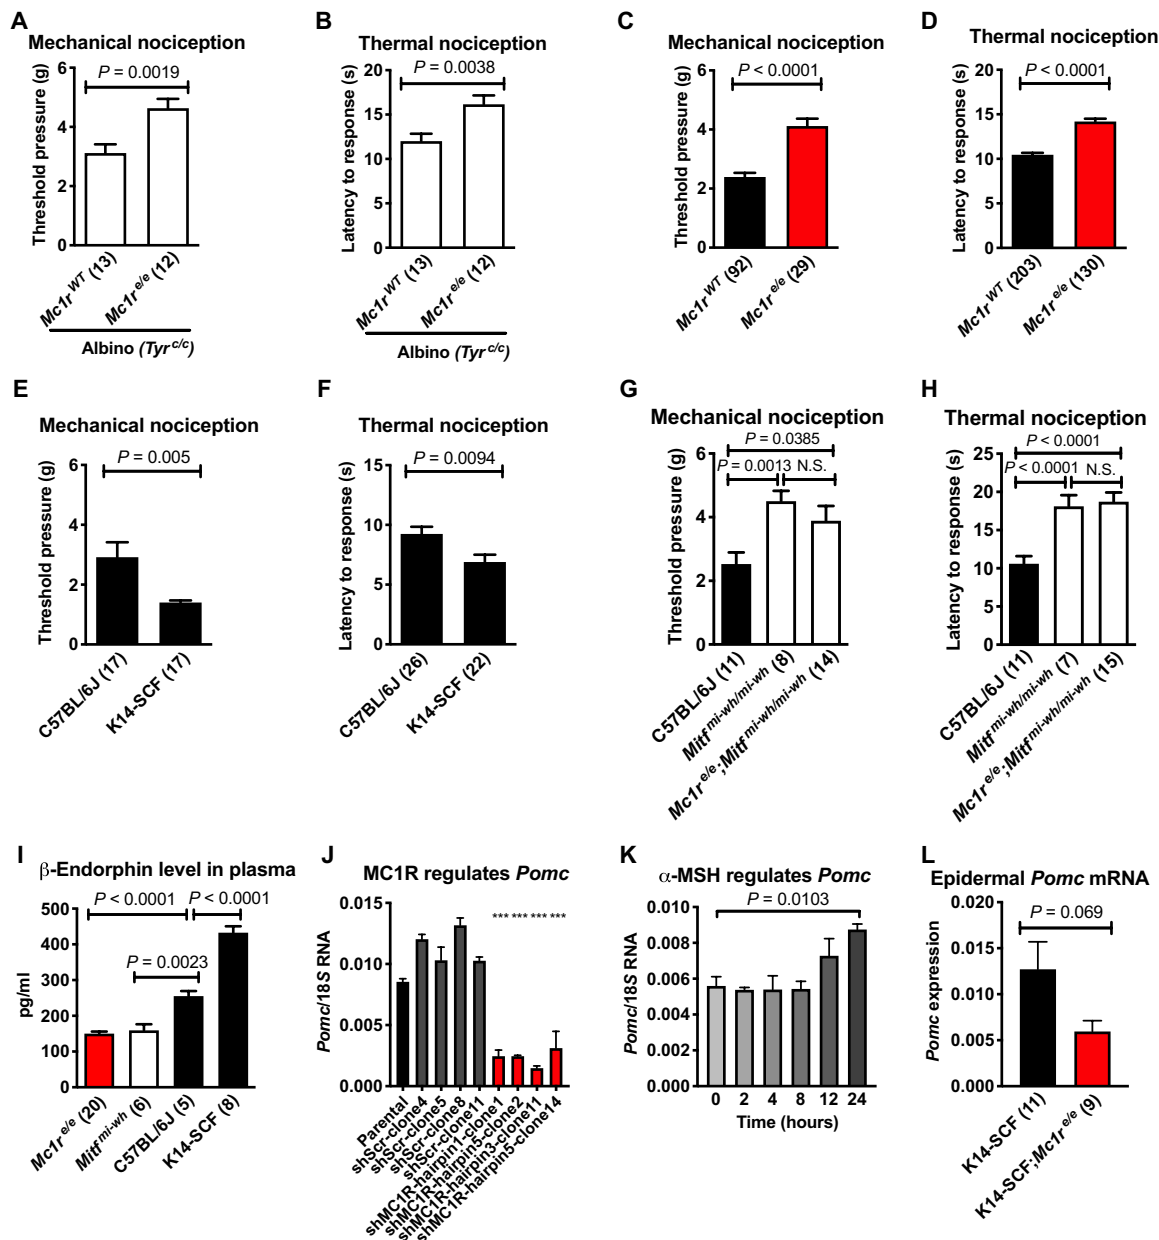 A
Mechanical nociception
P = 0.0019
Threshold pressure (g)
6
4
2
0
Mc1r^WT (13)
Mc1r^e/e (12)
Albino (Tyr^c/c)
B
Thermal nociception
P = 0.0038
Latency to response (s)
20
15
10
5
0
Mc1r^WT (13)
Mc1r^e/e (12)
Albino (Tyr^c/c)
C
Mechanical nociception
P < 0.0001
Threshold pressure (g)
6
4
2
0
Mc1r^WT (92)
Mc1r^e/e (29)
D
Thermal nociception
P < 0.0001
Latency to response (s)
20
15
10
5
0
Mc1r^WT (203)
Mc1r^e/e (130)
E
Mechanical nociception
P = 0.005
Threshold pressure (g)
6
4
2
0
C57BL/6J (17)
K14-SCF (17)
F
Thermal nociception
P = 0.0094
Latency to response (s)
15
10
5
0
C57BL/6J (26)
K14-SCF (22)
G
Mechanical nociception
P = 0.0385
P = 0.0013
N.S.
Threshold pressure (g)
6
4
2
0
C57BL/6J (11)
Mitf^mi-wh/mi-wh (8)
Mc1r^e/e;Mitf^mi-wh/mi-wh (14)
H
Thermal nociception
P < 0.0001
P < 0.0001
N.S.
Latency to response (s)
25
20
15
10
5
0
C57BL/6J (11)
Mitf^mi-wh/mi-wh (7)
Mc1r^e/e;Mitf^mi-wh/mi-wh (15)
I
β-Endorphin level in plasma
P < 0.0001
P < 0.0001
P = 0.0023
pg/ml
500
400
300
200
100
0
Mc1r^e/e (20)
Mitf^mi-wh (6)
C57BL/6J (5)
K14-SCF (8)
J
MC1R regulates Pomc
*** *** *** ***
Pomc/18S RNA
0.015
0.010
0.005
0.000
Parental
shScr-clone4
shScr-clone5
shScr-clone8
shScr-clone11
shMC1R-hairpin1-clone1
shMC1R-hairpin5-clone2
shMC1R-hairpin3-clone11
shMC1R-hairpin5-clone14
K
α-MSH regulates Pomc
P = 0.0103
Pomc/18S RNA
0.010
0.008
0.006
0.004
0.002
0.000
0 2 4 8 12 24
Time (hours)
L
Epidermal Pomc mRNA
P = 0.069
Pomc expression
0.020
0.015
0.010
0.005
0.000
K14-SCF (11)
K14-SCF;Mc1r^e/e (9)